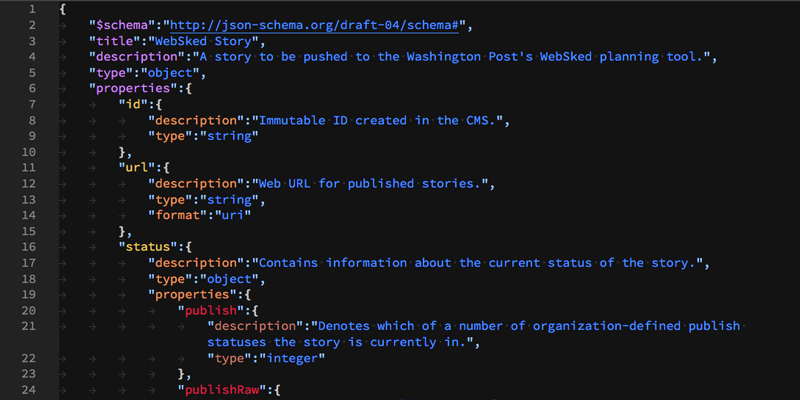 1 {
2 "$schema":"http://json-schema.org/draft-04/schema#",
3 "title":"WebSked Story",
4 "description":"A story to be pushed to the Washington Post's WebSked planning tool.",
5 "type":"object",
6 "properties":{
7 "id":{
8 "description":"Immutable ID created in the CMS.",
9 "type":"string"
10 },
11 "url":{
12 "description":"Web URL for published stories.",
13 "type":"string",
14 "format":"uri"
15 },
16 "status":{
17 "description":"Contains information about the current status of the story.",
18 "type":"object",
19 "properties":{
20 "publish":{
21 "description":"Denotes which of a number of organization-defined publish
statuses the story is currently in.",
22 "type":"integer"
23 },
24 "publishRaw":{